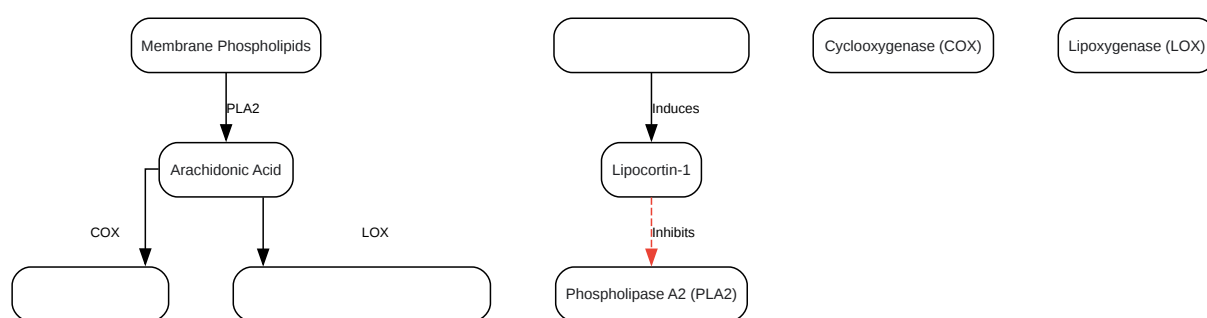 Membrane Phospholipids
Cyclooxygenase (COX)
Lipoxygenase (LOX)
PLA2
Induces
Arachidonic Acid
Lipocortin-1
COX
LOX
Inhibits
Phospholipase A2 (PLA2)